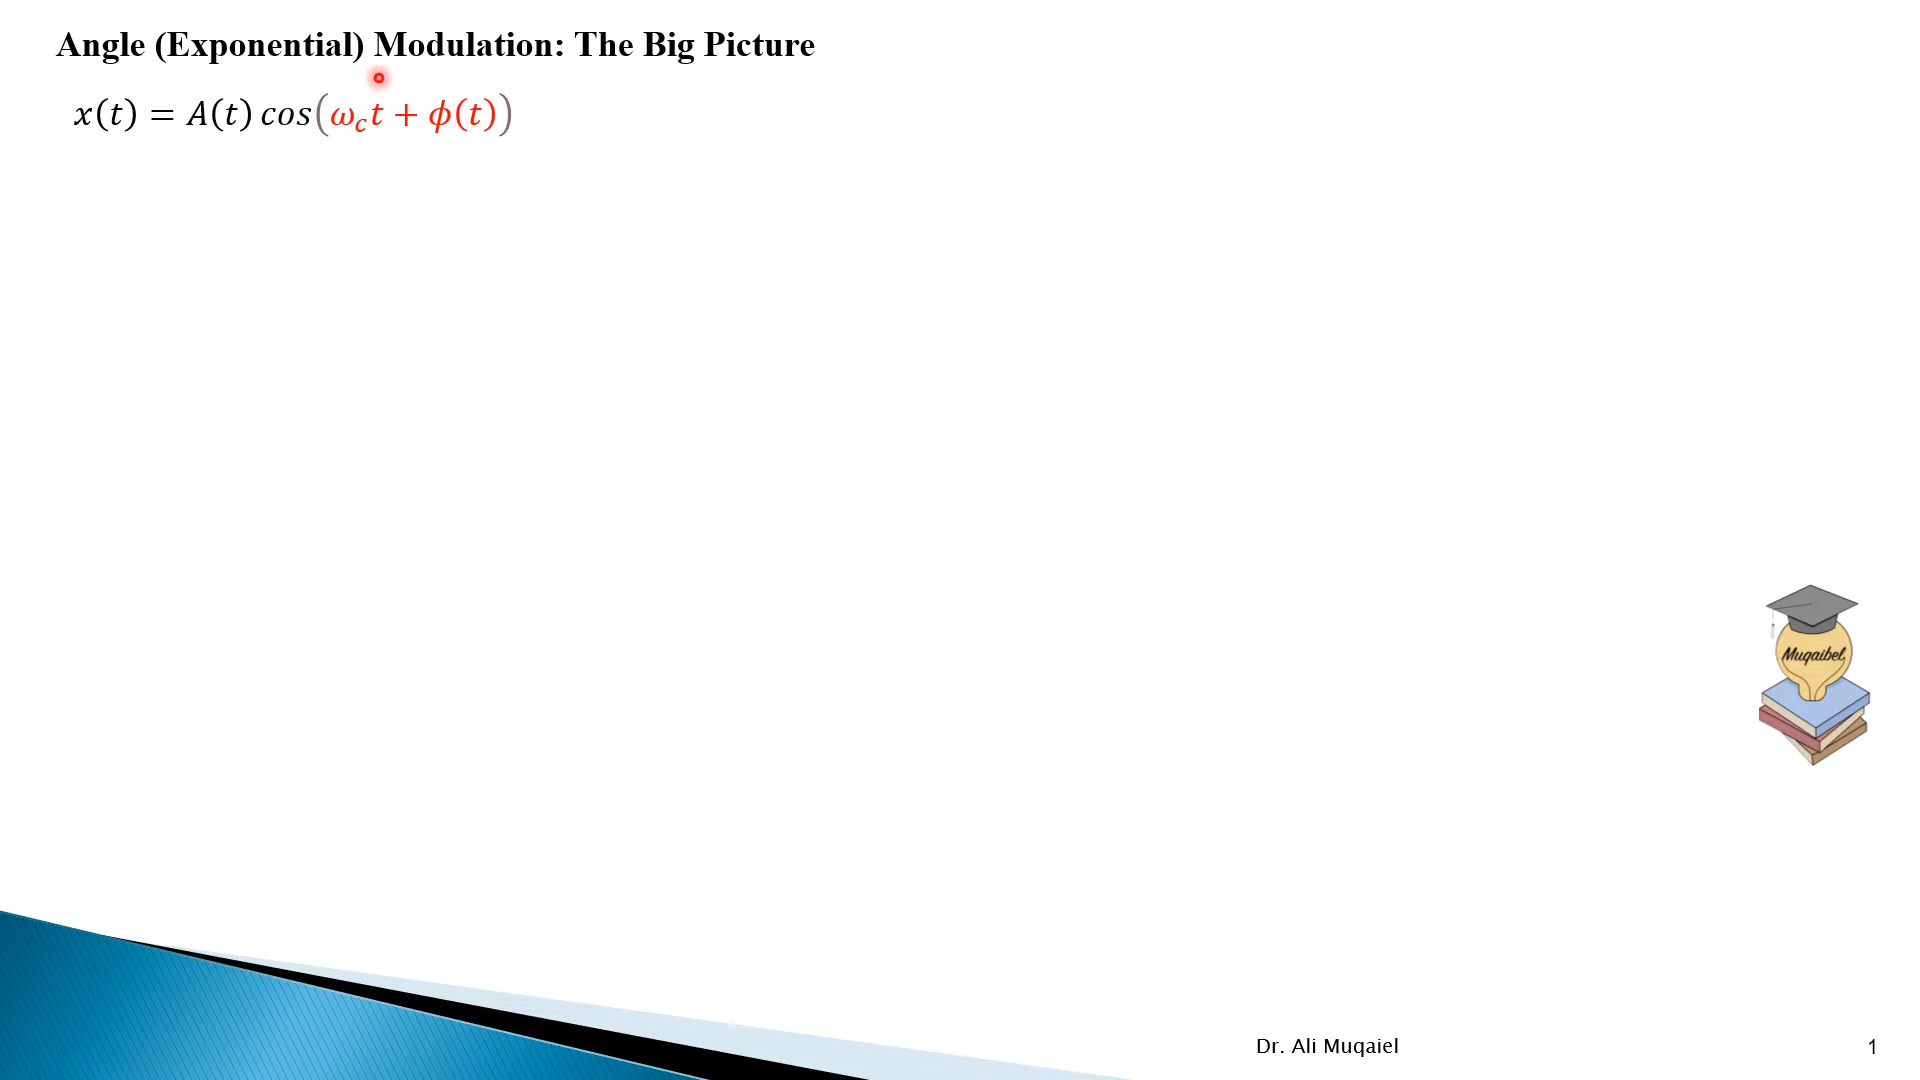 Angle (Exponential) Modulation: The Big Picture
x(t) = A(t) cos(ω_c t + ϕ(t))
Muqaibel
Dr. Ali Muqaiel
1